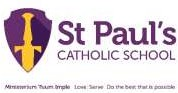 St Paul's
CATHOLIC SCHOOL
Ministerium Tuum Imple | Love | Serve | Do the best that is possible